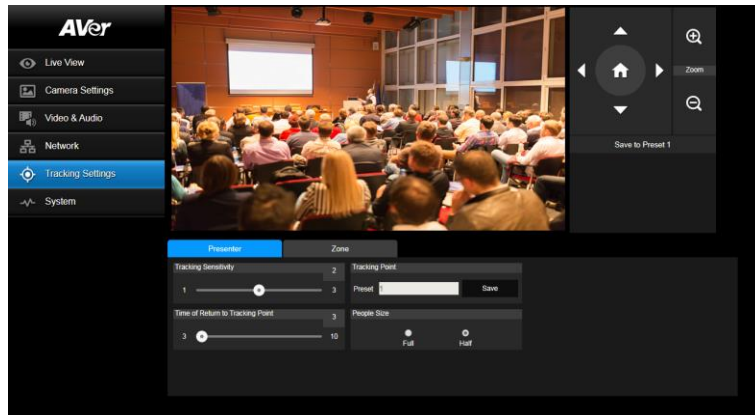 AVer
Live View
Camera Settings
Video & Audio
Network
Tracking Settings
System
Zoom
Save to Preset 1
Presenter
Zone
Tracking Sensitivity
2
1
3
Tracking Point
Preset
1
Save
Time of Return to Tracking Point
3
3
10
People Size
Full
Half